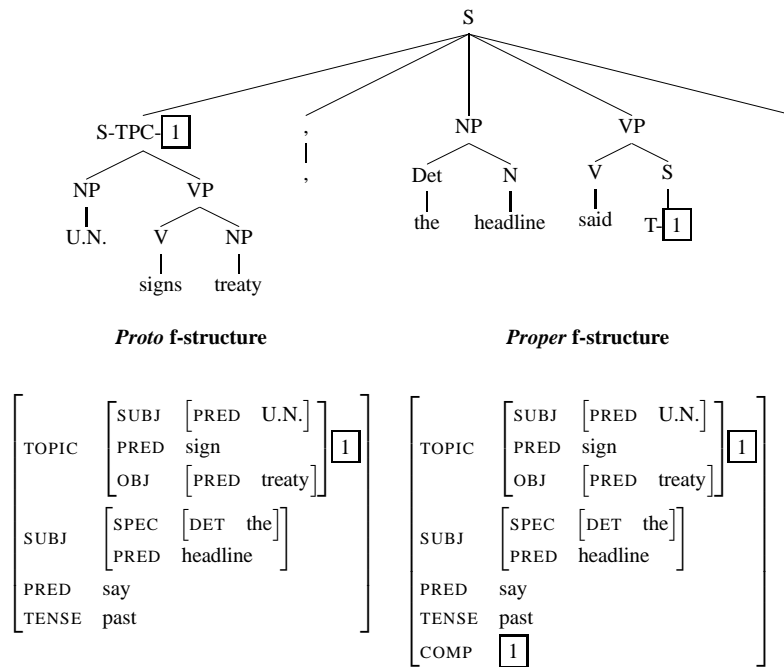 S
S-TPC-1 , NP VP
NP VP , Det N V S
U.N. V NP the headline said T-1
signs treaty
Proto f-structure Proper f-structure
TOPIC SUBJ PRED U.N. TOPIC SUBJ PRED U.N.
PRED sign 1 PRED sign 1
OBJ PRED treaty OBJ PRED treaty
SUBJ SPEC DET the SUBJ SPEC DET the
PRED headline PRED headline
PRED say PRED say
TENSE past TENSE past
COMP 1